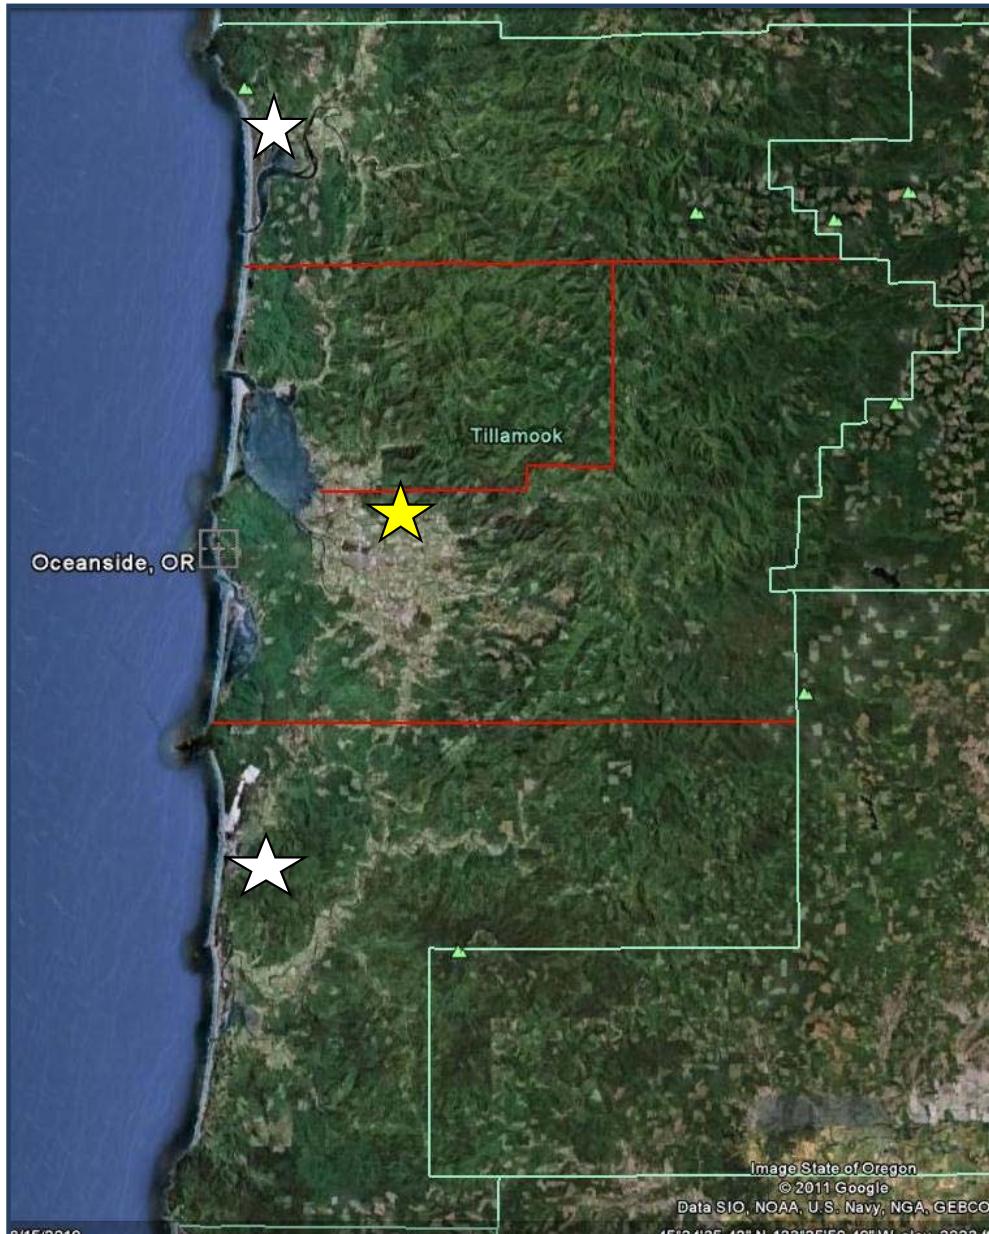 Tillamook
Oceanside, OR
Image State of Oregon
© 2011 Google
Data SIO, NOAA, U.S. Navy, NGA, GEBCO